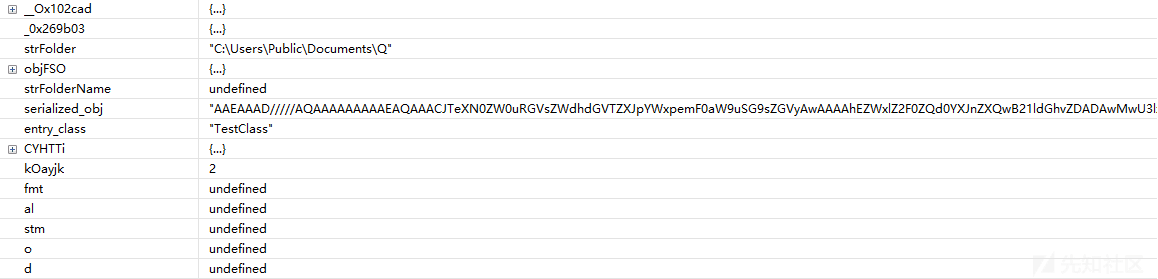 __Ox102cad {...}
_0x269b03 {...}
strFolder "C:\Users\Public\Documents\Q"
objFSO {...}
strFolderName undefined
serialized_obj "AAEAAAD/////AQAAAAAAAAAEAQAAACJTeXN0ZW0uRGVsZWdhdGVTZXJpYWxpemF0aW9uSG9sZGVyAwAAAAhEZWxlZ2F0ZQd0YXJnZXQwB21ldGhvZDADAwMwU3l
entry_class "TestClass"
CYHTTi {...}
kOayjk 2
fmt undefined
al undefined
stm undefined
o undefined
d undefined
先知社区